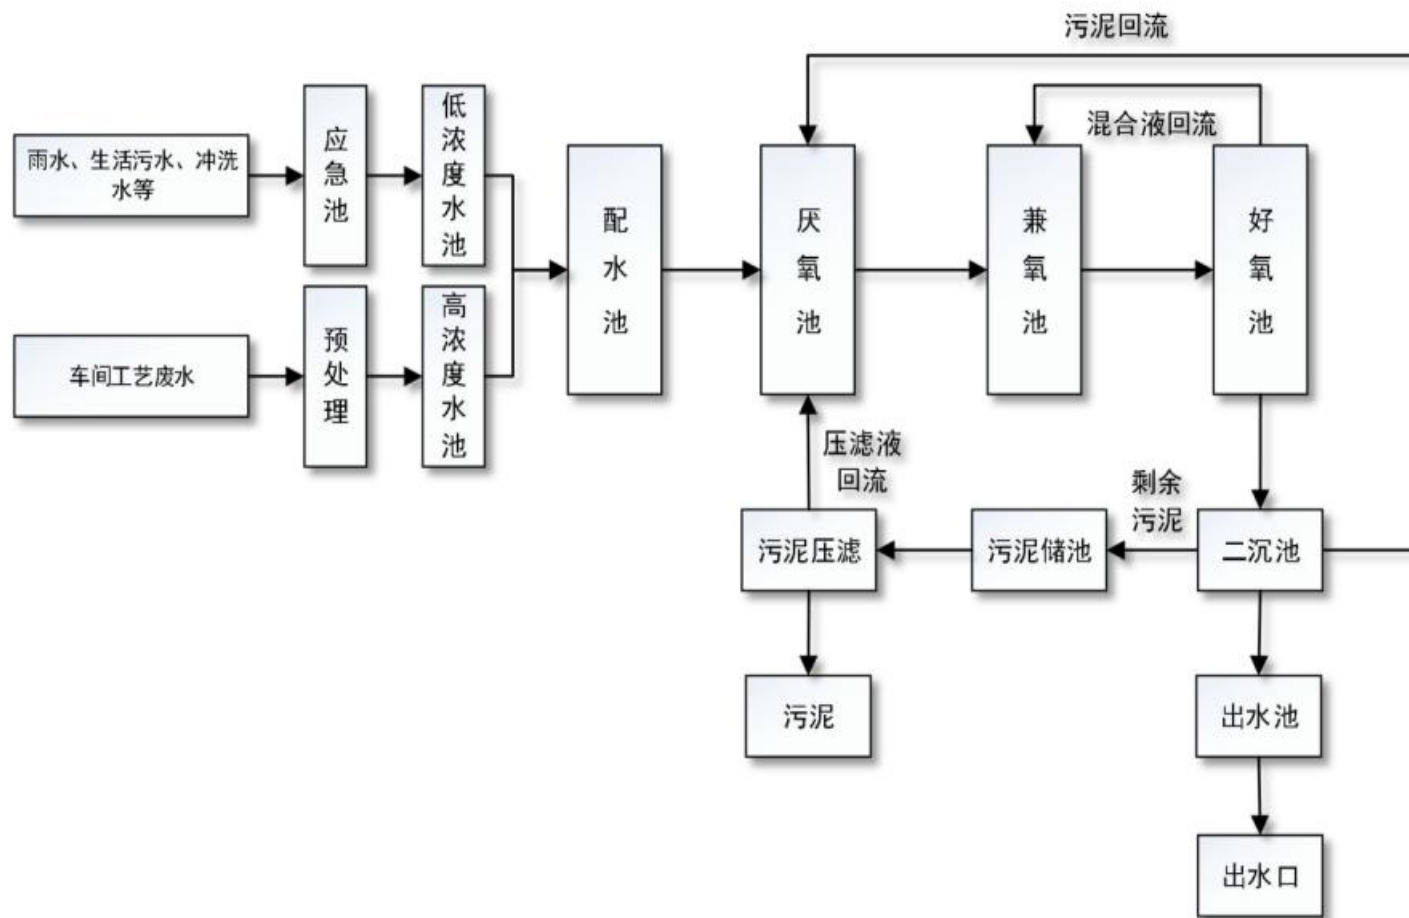 污泥回流
混合液回流
雨水、生活污水、冲洗
水等
应急池
低浓度水池
配水池
厌氧池
兼氧池
好氧池
车间工艺废水
预处理
高浓度水池
压滤液
回流
剩余
污泥
污泥压滤
污泥储池
二沉池
污泥
出水池
出水口